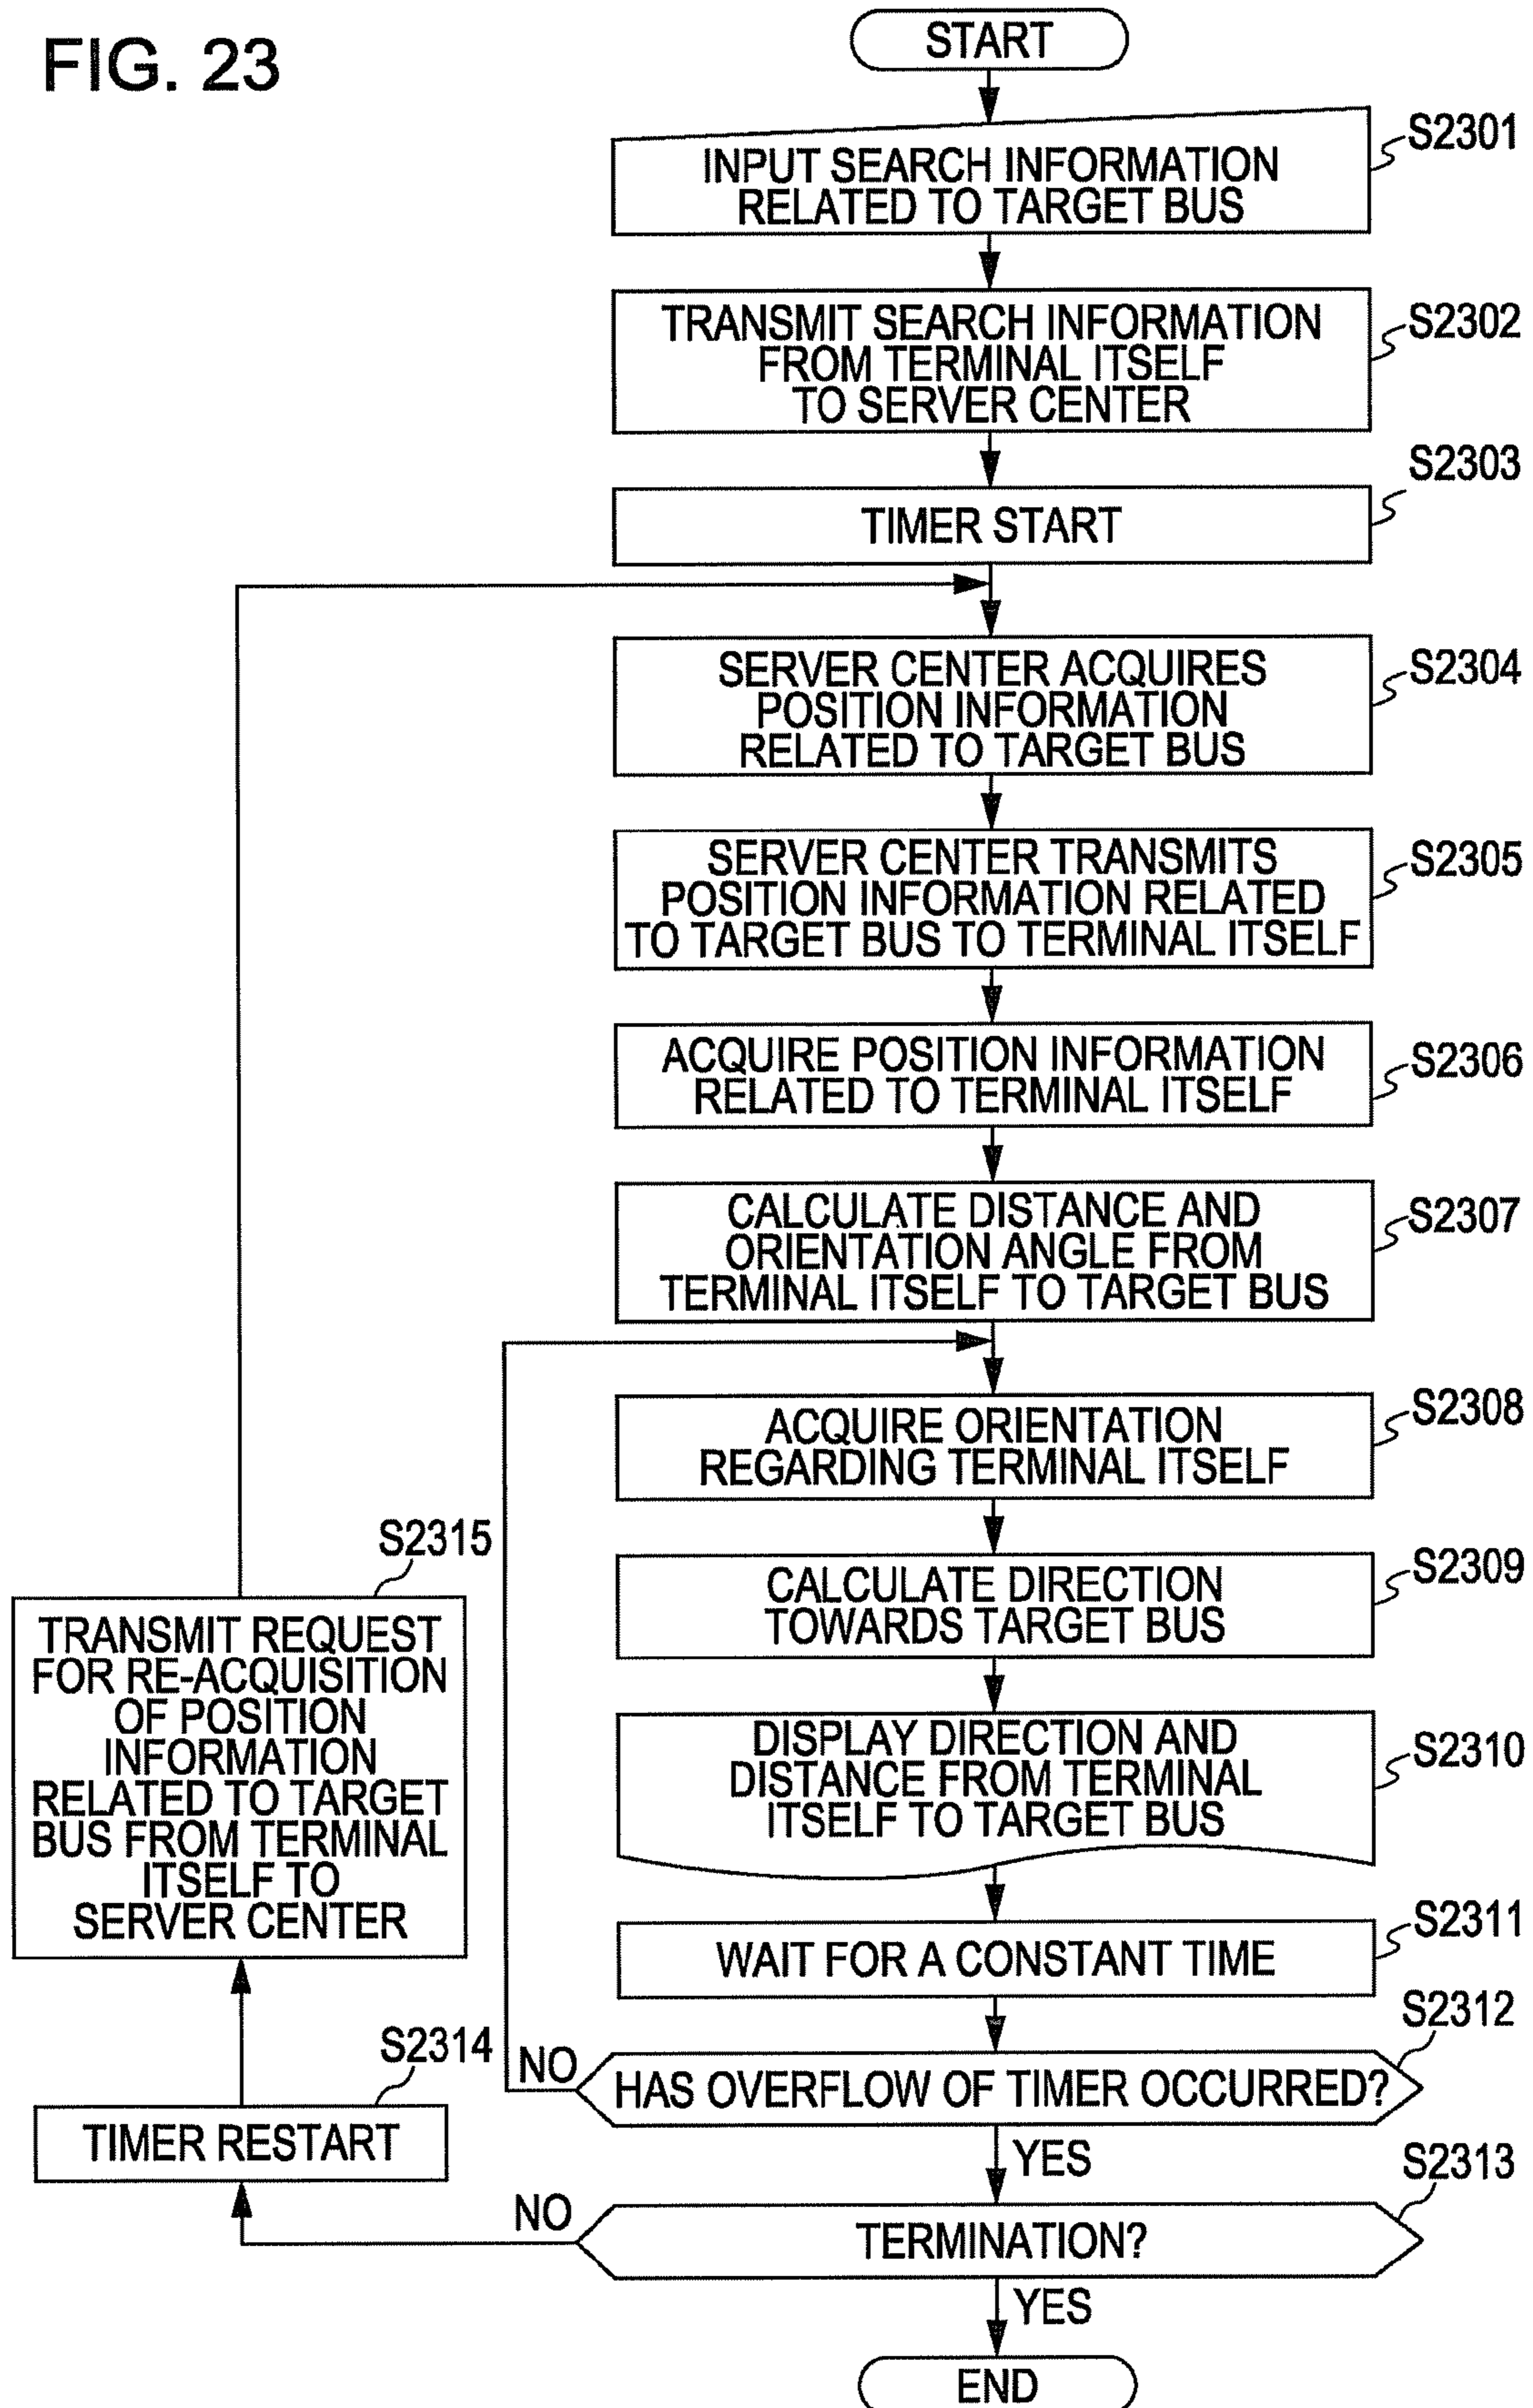 FIG. 23
START
INPUT SEARCH INFORMATION
RELATED TO TARGET BUS
S2301
TRANSMIT SEARCH INFORMATION
FROM TERMINAL ITSELF
TO SERVER CENTER
S2302
TIMER START
S2303
SERVER CENTER ACQUIRES
POSITION INFORMATION
RELATED TO TARGET BUS
S2304
SERVER CENTER TRANSMITS
POSITION INFORMATION RELATED
TO TARGET BUS TO TERMINAL ITSELF
S2305
ACQUIRE POSITION INFORMATION
RELATED TO TERMINAL ITSELF
S2306
CALCULATE DISTANCE AND
ORIENTATION ANGLE FROM
TERMINAL ITSELF TO TARGET BUS
S2307
ACQUIRE ORIENTATION
REGARDING TERMINAL ITSELF
S2308
CALCULATE DIRECTION
TOWARDS TARGET BUS
S2309
DISPLAY DIRECTION AND
DISTANCE FROM TERMINAL
ITSELF TO TARGET BUS
S2310
WAIT FOR A CONSTANT TIME
S2311
HAS OVERFLOW OF TIMER OCCURRED?
S2312
NO
YES
TERMINATION?
S2313
NO
YES
TIMER RESTART
S2314
TRANSMIT REQUEST
FOR RE-ACQUISITION
OF POSITION
INFORMATION
RELATED TO TARGET
BUS FROM TERMINAL
ITSELF TO
SERVER CENTER
S2315
END